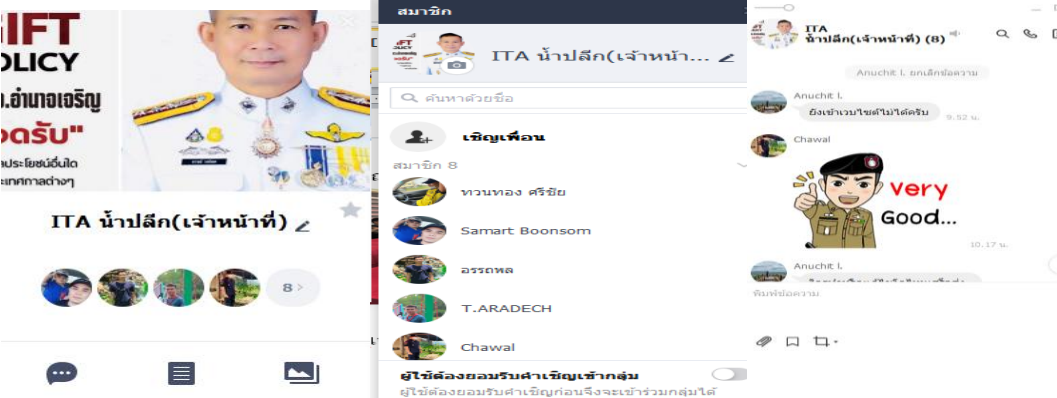 GIFT
POLICY
.อำนาจเจริญ
งดรับ"
ประโยชน์อื่นใด
เทศกาลต่างๆ
ITA น้ำปลีก(เจ้าหน้าที่)
8 >
สมาชิก
ITA น้ำปลีก(เจ้าหน้า...
ค้นหาด้วยชื่อ
เชิญเพื่อน
สมาชิก 8
ทวนทอง ศรีชัย
Samart Boonsom
อรรถพล
T.ARADECH
Chawal
ผู้ใช้ต้องยอมรับคำเชิญเข้ากลุ่ม
ผู้ใช้ต้องยอมรับคำเชิญก่อนจึงจะเข้าร่วมกลุ่มได้
ITA
น้ำปลีก(เจ้าหน้าที่) (8)
Anuchit l. ยกเลิกข้อความ
Anuchit l.
ยังเข้าเวบไซต์ไม่ได้ครับ
9.52 น.
Chawal
very
GOOD...
10.17 น.
Anuchit l.
พิมพ์ข้อความ